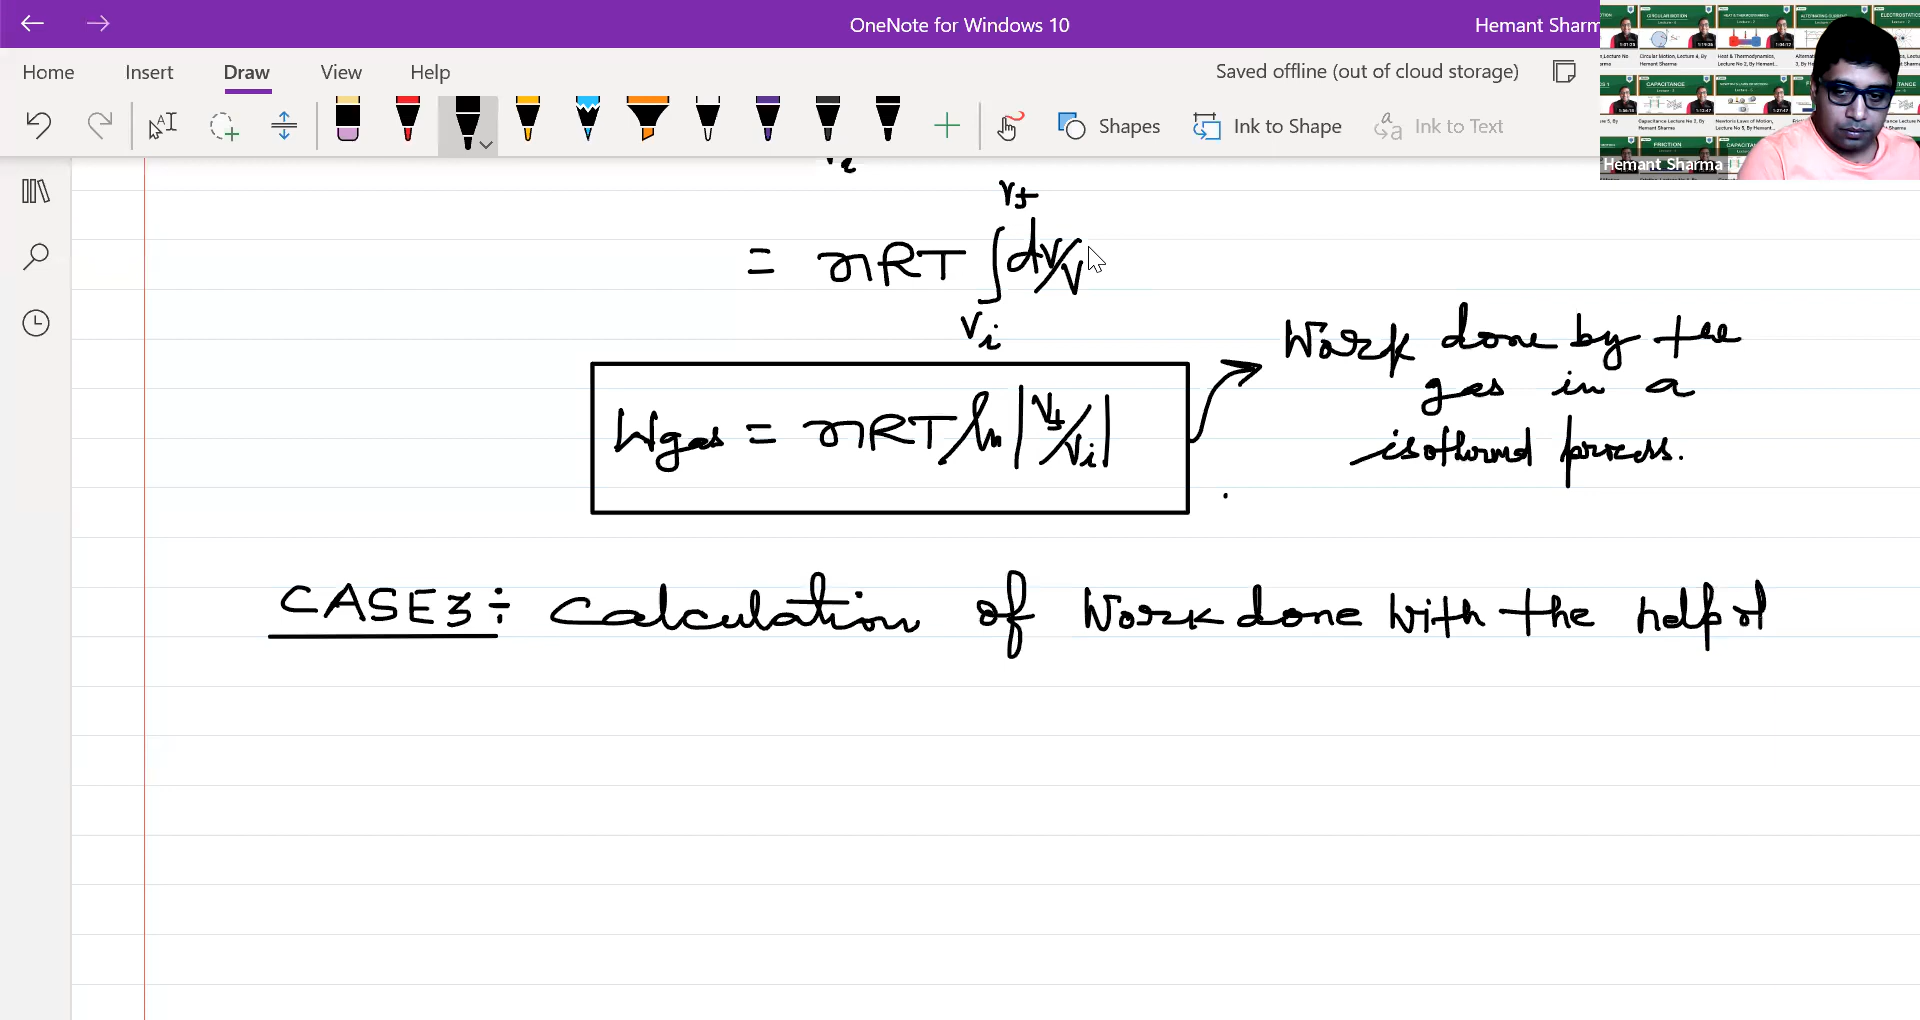 OneNote for Windows 10
Hemant Sharm
Home Insert Draw View Help
Saved offline (out of cloud storage)
Shapes Ink to Shape Ink to Text
Hemant Sharma
Vf
= nRT ∫ dV/V
Vi
Work done by the
gas in a
isothermal process.
Wgas = nRT ln |Vf/Vi|
CASE3 ÷ Calculation of Work done with the help of